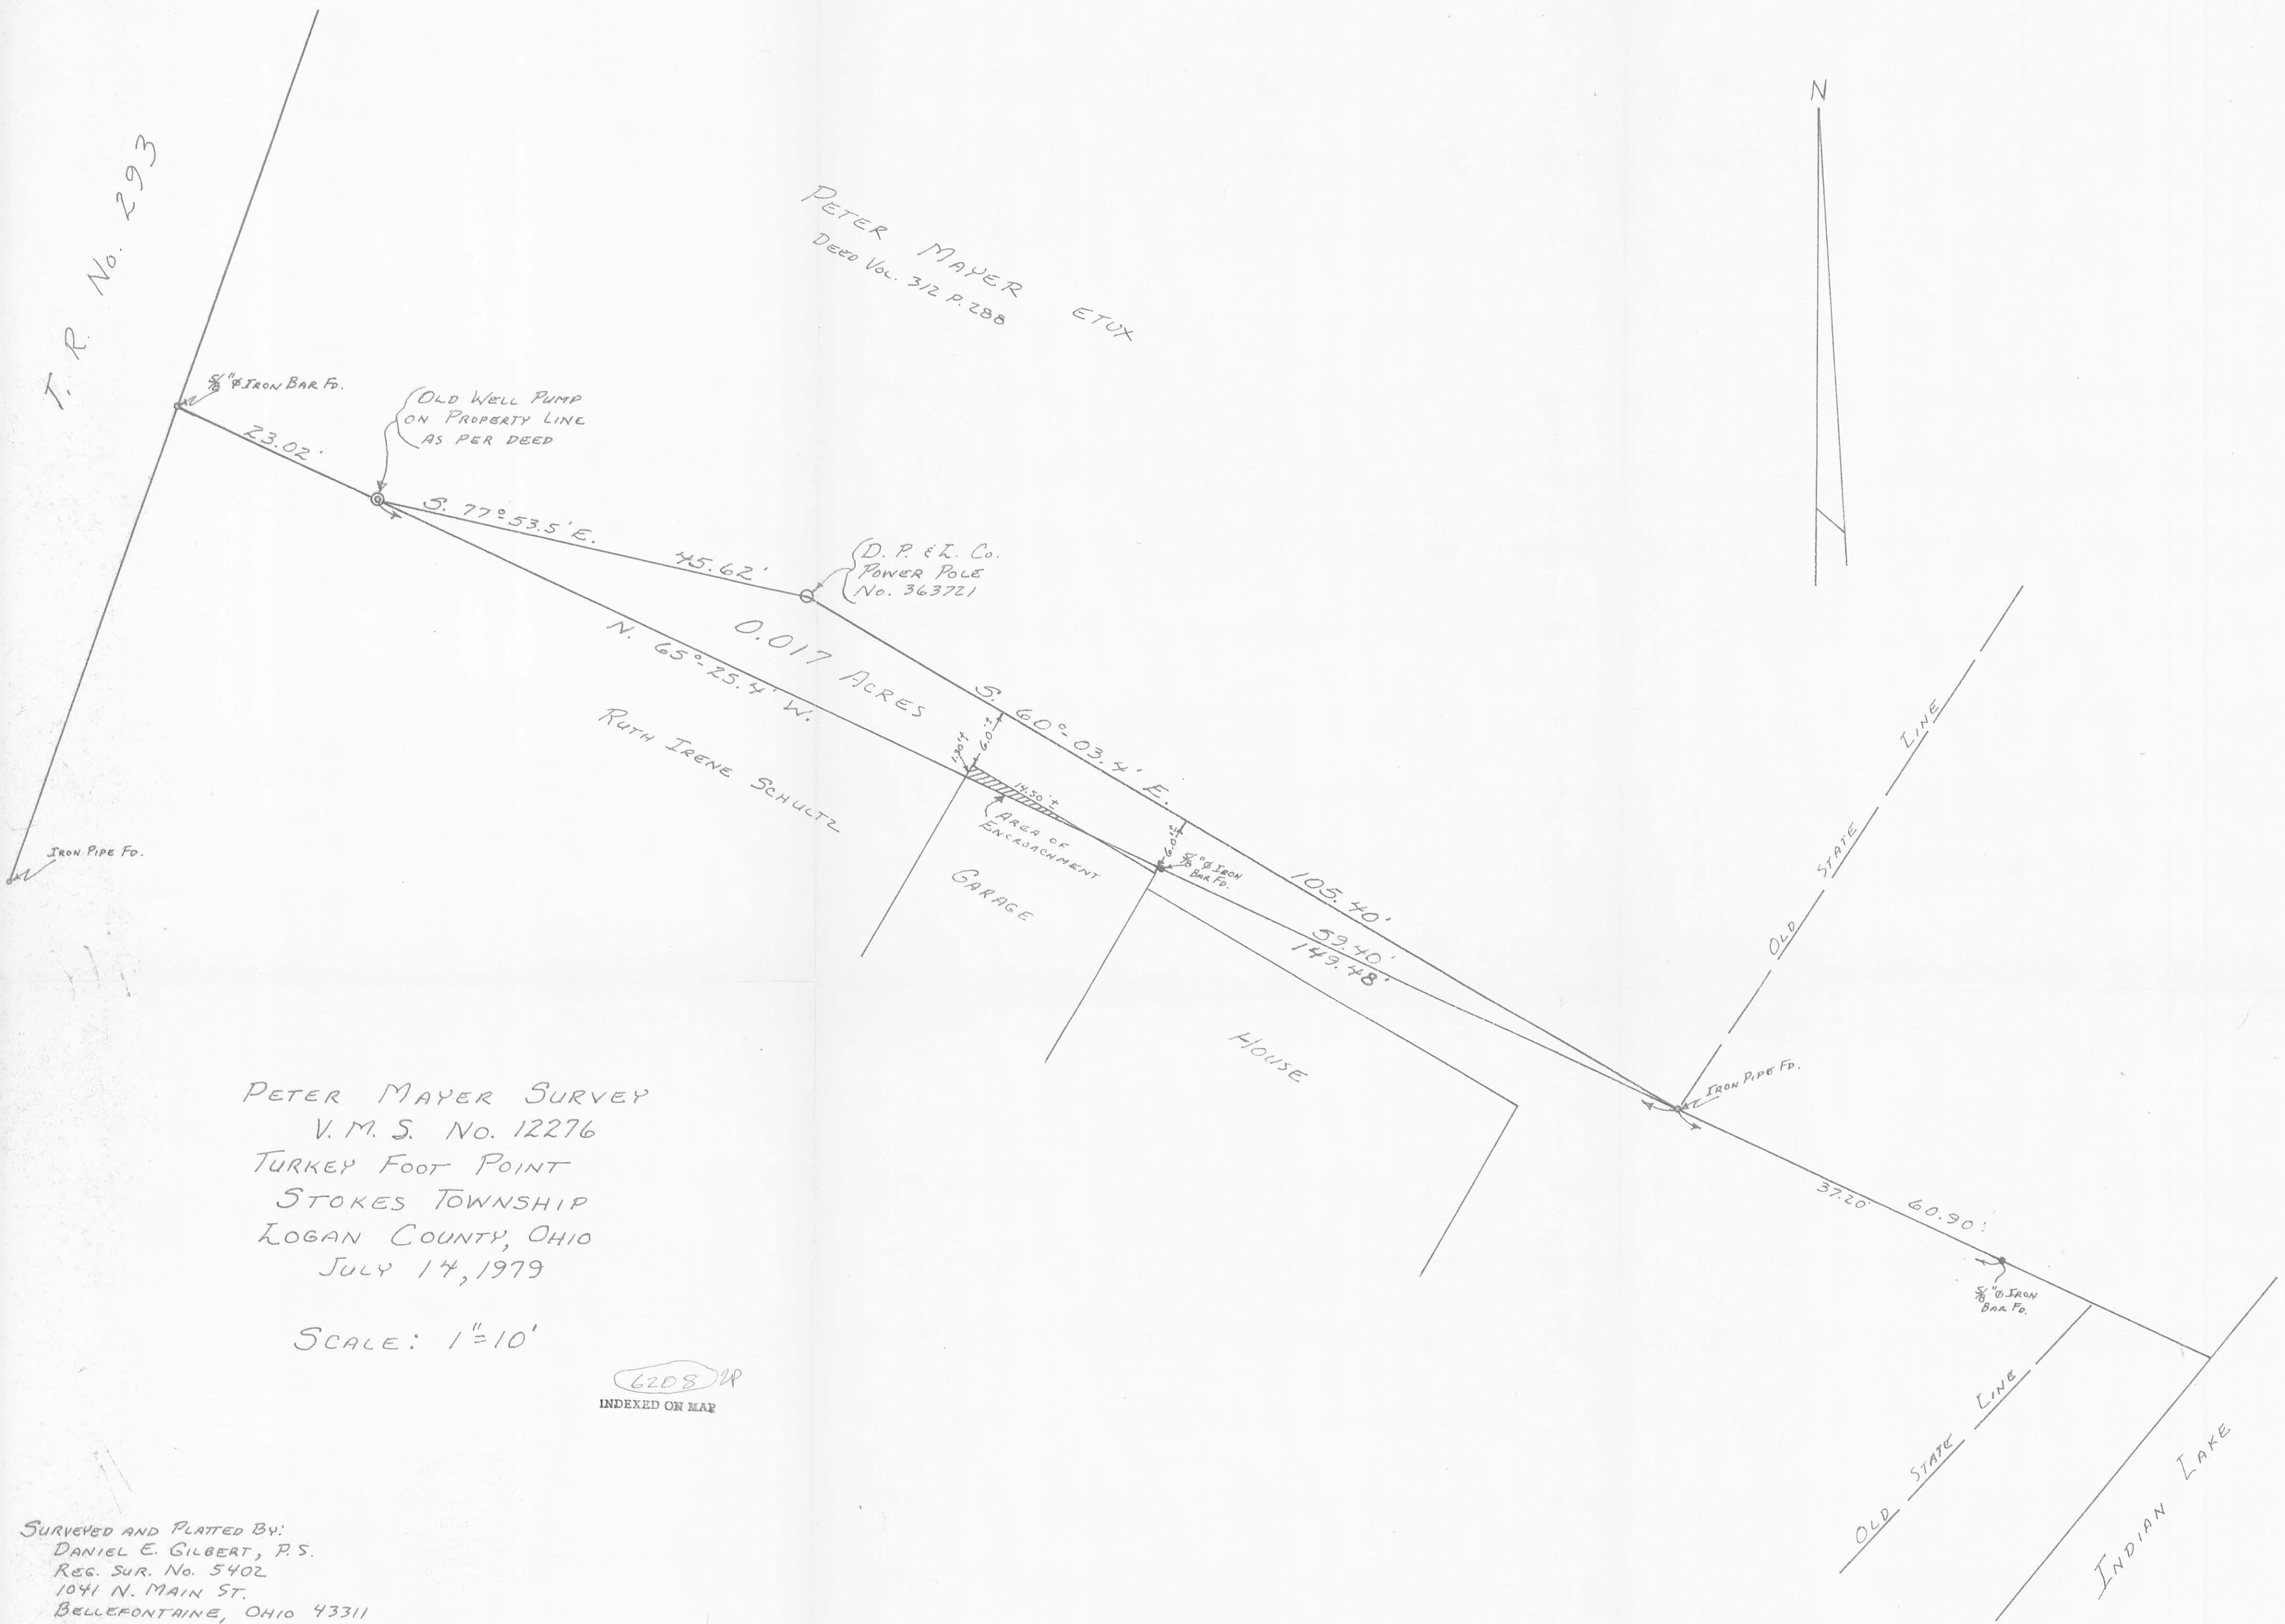 N
T. R. No. 293
PETER MAYER ETUX
DEED VOL. 312 P. 288
5/8"Ø IRON BAR FD.
OLD WELL PUMP
ON PROPERTY LINE
AS PER DEED
23.02'
S. 77°53.5'E.
45.62'
D. P. & L. Co.
POWER POLE
No. 363721
0.017 ACRES
N. 65°-25.4' W.
RUTH IRENE SCHULTZ
S. 60°-03.4' E.
6.0'±
1.90'±
14.50'±
AREA OF
ENCROACHMENT
6.0'±
5/8"Ø IRON
BAR FD.
GARAGE
105.40'
59.40'
149.48'
HOUSE
OLD STATE LINE
IRON PIPE FD.
IRON PIPE FD.
37.20'
60.90'
5/8"Ø IRON
BAR FD.
OLD STATE LINE
INDIAN LAKE
PETER MAYER SURVEY
V. M. S. No. 12276
TURKEY FOOT POINT
STOKES TOWNSHIP
LOGAN COUNTY, OHIO
JULY 14, 1979
SCALE: 1"=10'
6208
INDEXED ON MAP
SURVEYED AND PLATTED BY:
DANIEL E. GILBERT, P.S.
REG. SUR. No. 5402
1041 N. MAIN ST.
BELLEFONTAINE, OHIO 43311